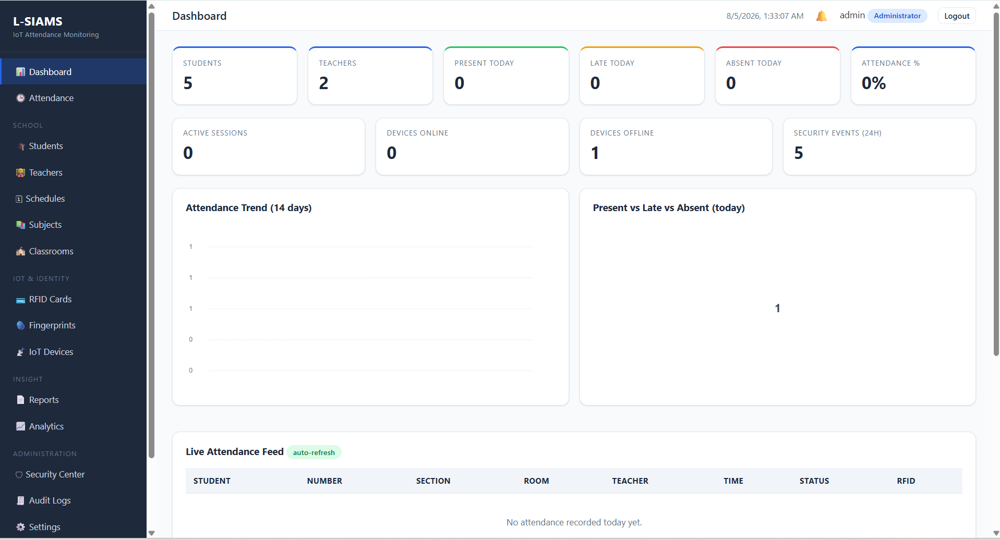 L-SIAMS
IoT Attendance Monitoring
Dashboard
Attendance
SCHOOL
Students
Teachers
Schedules
Subjects
Classrooms
IOT & IDENTITY
RFID Cards
Fingerprints
IoT Devices
INSIGHT
Reports
Analytics
ADMINISTRATION
Security Center
Audit Logs
Settings
Dashboard
8/5/2026, 1:33:07 AM admin Administrator Logout
STUDENTS
5
TEACHERS
2
PRESENT TODAY
0
LATE TODAY
0
ABSENT TODAY
0
ATTENDANCE %
0%
ACTIVE SESSIONS
0
DEVICES ONLINE
0
DEVICES OFFLINE
1
SECURITY EVENTS (24H)
5
Attendance Trend (14 days)
1
1
1
0
0
Present vs Late vs Absent (today)
1
Live Attendance Feed auto-refresh
STUDENT NUMBER SECTION ROOM TEACHER TIME STATUS RFID
No attendance recorded today yet.